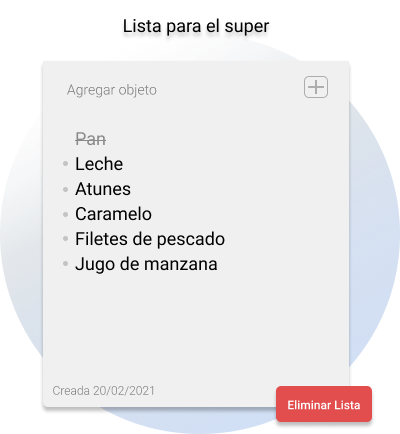 Lista para el super
Agregar objeto
Pan
Leche
Atunes
Caramelo
Filetes de pescado
Jugo de manzana
Creada 20/02/2021
Eliminar Lista